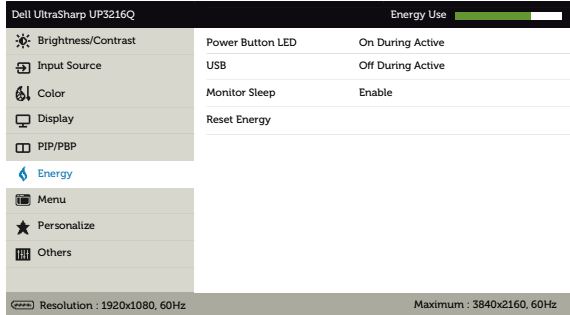 Dell UltraSharp UP3216Q Energy Use
Brightness/Contrast Power Button LED On During Active
Input Source USB Off During Active
Color Monitor Sleep Enable
Display Reset Energy
PIP/PBP
Energy
Menu
Personalize
Others
Resolution : 1920x1080, 60Hz Maximum : 3840x2160, 60Hz